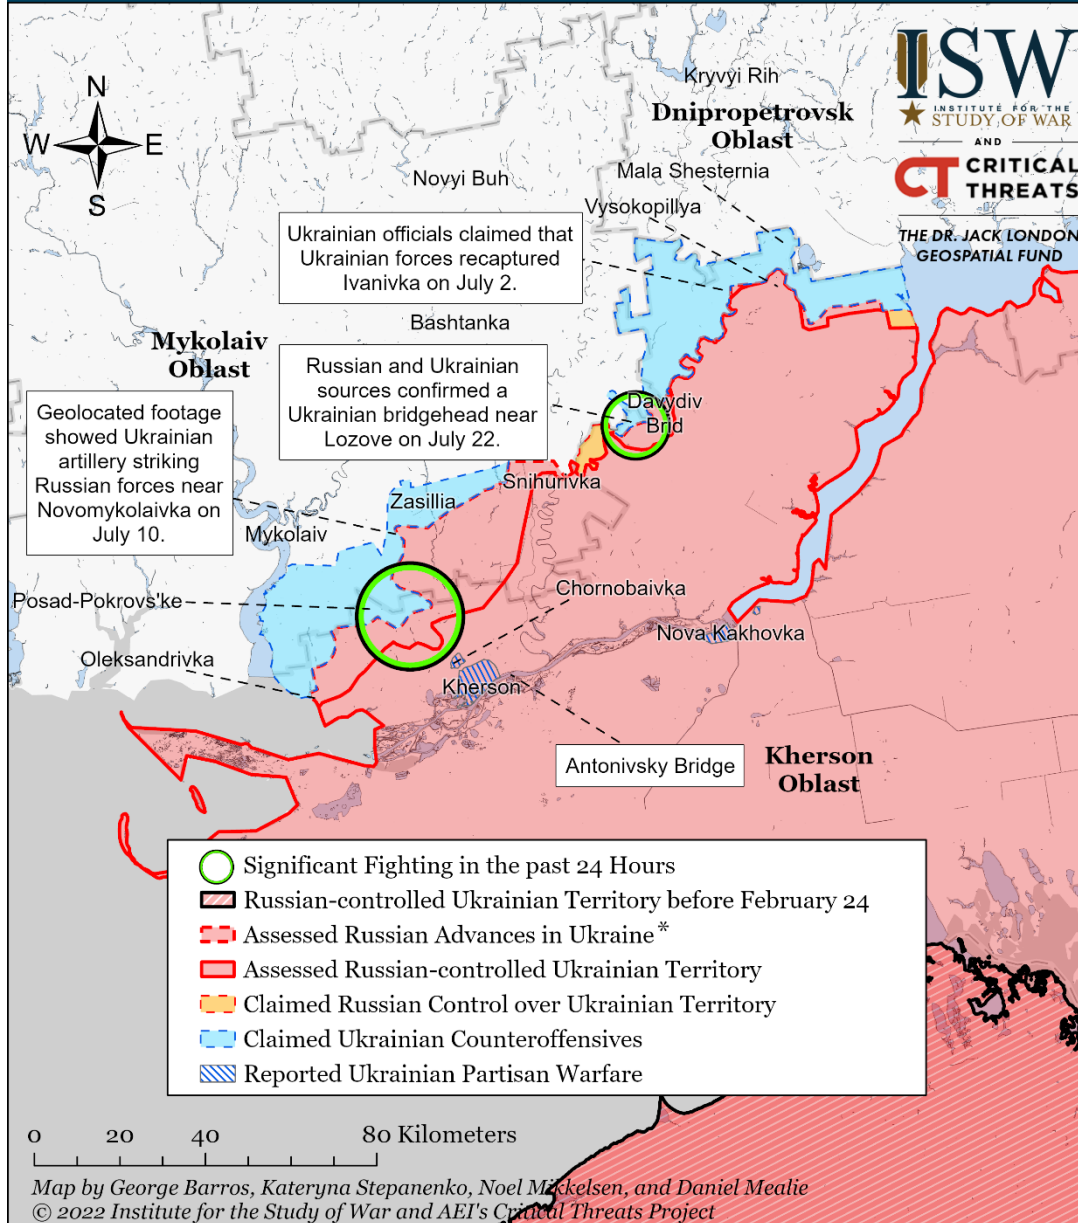 N
W
E
S
ISW
INSTITUTE FOR THE
STUDY OF WAR
AND
CT CRITICAL
THREATS
THE DR. JACK LONDON
GEOSPATIAL FUND
Kryvyi Rih
Dnipropetrovsk
Oblast
Mala Shesternia
Novyi Buh
Vysokopillya
Ukrainian officials claimed that
Ukrainian forces recaptured
Ivanivka on July 2.
Bashtanka
Mykolaiv
Oblast
Russian and Ukrainian
sources confirmed a
Ukrainian bridgehead near
Lozove on July 22.
Davydiv
Brid
Geolocated footage
showed Ukrainian
artillery striking
Russian forces near
Novomykolaivka on
July 10.
Snihurivka
Zasillia
Mykolaiv
Chornobaivka
Posad-Pokrovs'ke
Nova Kakhovka
Oleksandrivka
Kherson
Antonivsky Bridge
Kherson
Oblast
Significant Fighting in the past 24 Hours
Russian-controlled Ukrainian Territory before February 24
Assessed Russian Advances in Ukraine*
Assessed Russian-controlled Ukrainian Territory
Claimed Russian Control over Ukrainian Territory
Claimed Ukrainian Counteroffensives
Reported Ukrainian Partisan Warfare
0 20 40 80 Kilometers
Map by George Barros, Kateryna Stepanenko, Noel Mikkelsen, and Daniel Mealie
© 2022 Institute for the Study of War and AEI's Critical Threats Project